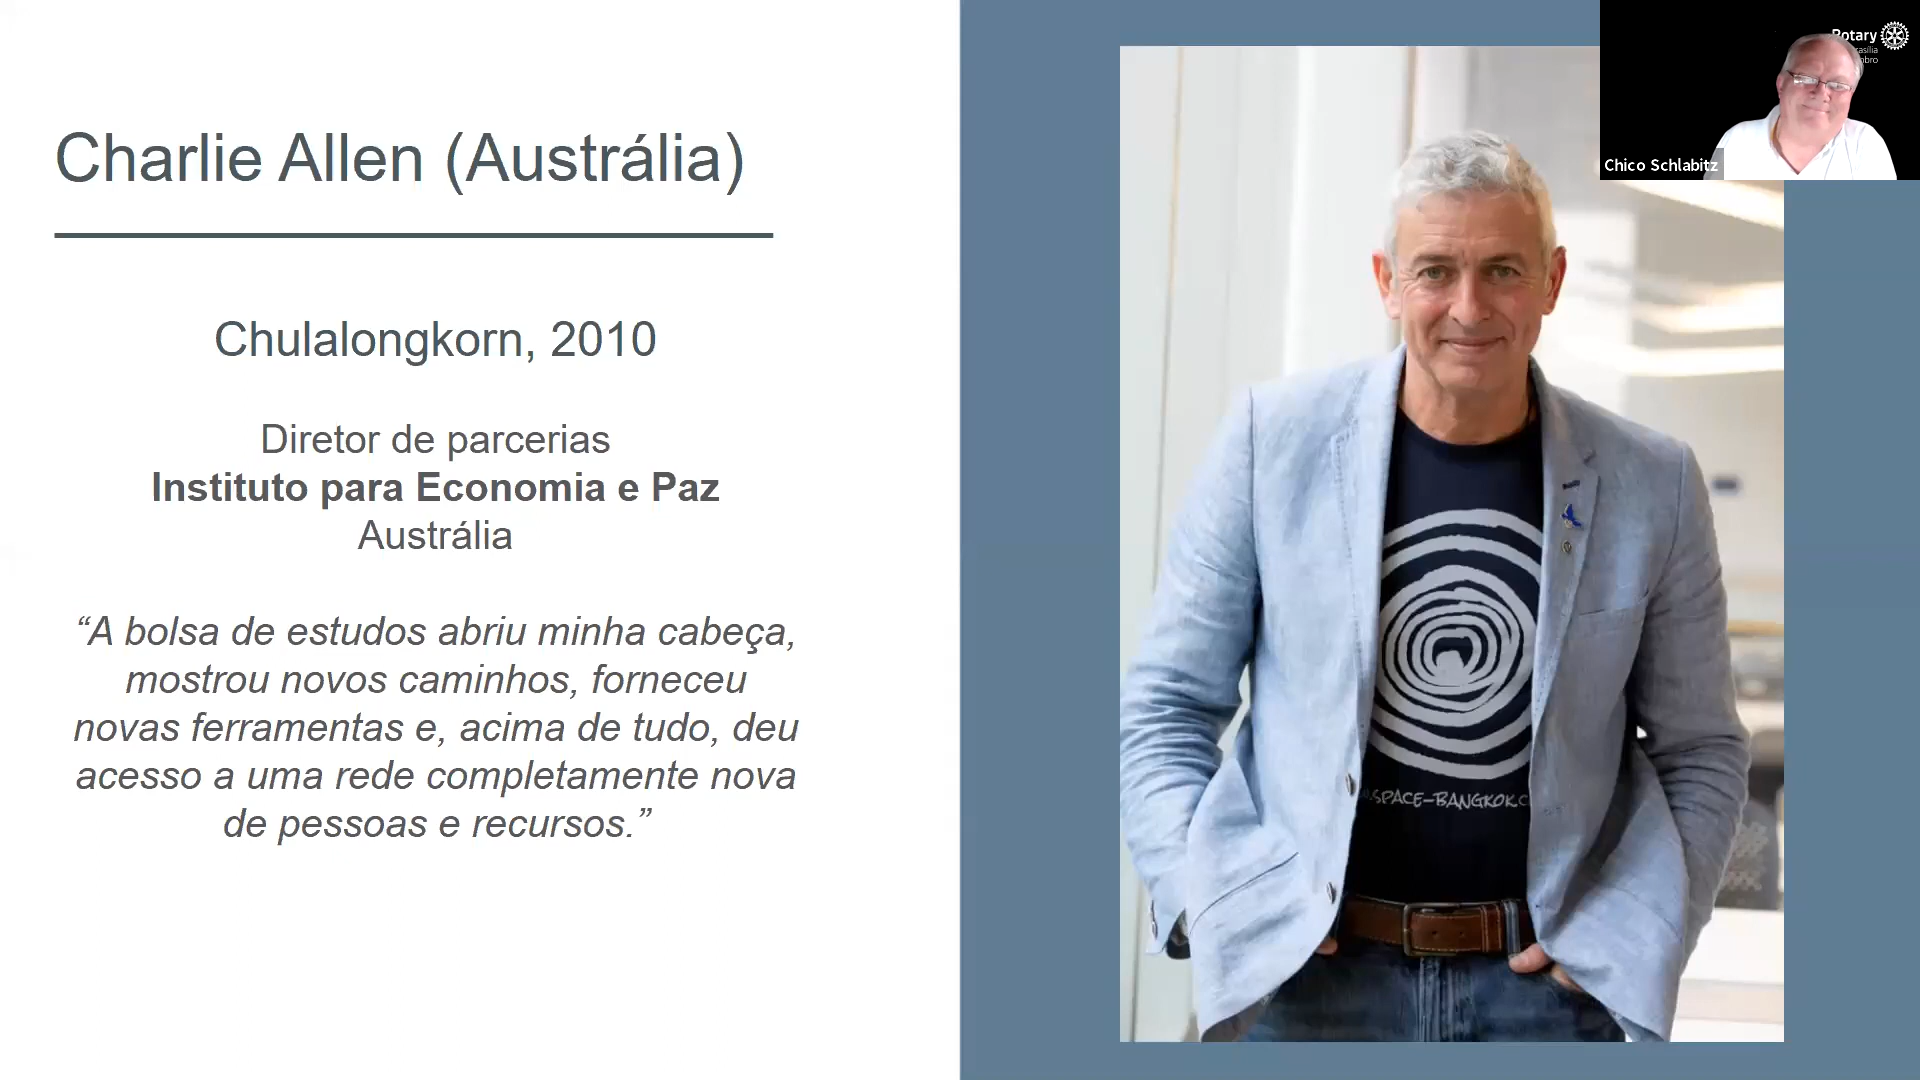 Charlie Allen (Austrália)
Chulalongkorn, 2010
Diretor de parcerias
Instituto para Economia e Paz
Austrália
“A bolsa de estudos abriu minha cabeça,
mostrou novos caminhos, forneceu
novas ferramentas e, acima de tudo, deu
acesso a uma rede completamente nova
de pessoas e recursos.”
SPACE-BANGKOK.C
Rotary
Chico Schlabitz